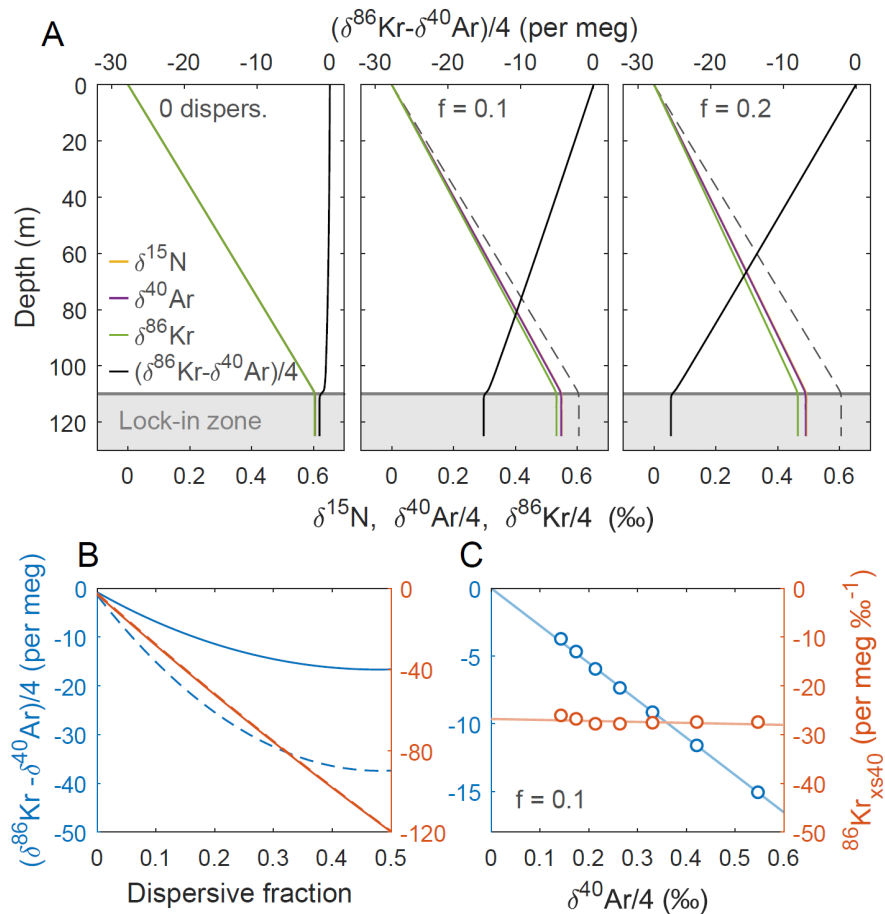 A
(δ⁸⁶Kr-δ⁴⁰Ar)/4 (per meg)
-20 -10 0 -20 -10 0 -20 -10 0
0 dispers. f = 0.1 f = 0.2
0
20
40
60
80
100
120
Depth (m)
δ¹⁵N
δ⁴⁰Ar
δ⁸⁶Kr
(δ⁸⁶Kr-δ⁴⁰Ar)/4
Lock-in zone
0 0.2 0.4 0.6 0 0.2 0.4 0.6 0 0.2 0.4 0.6
δ¹⁵N, δ⁴⁰Ar/4, δ⁸⁶Kr/4 (‰)
B
(δ⁸⁶Kr -δ⁴⁰Ar)/4 (per meg)
0
-10
-20
-30
-40
-50
0
-40
-80
-120
0 0.1 0.2 0.3 0.4 0.5
Dispersive fraction
C
0
-5
-10
-15
0
-10
-20
-30
-40
-50
⁸⁶Krxs40 (per meg ‰⁻¹)
f = 0.1
0 0.1 0.2 0.3 0.4 0.5 0.6
δ⁴⁰Ar/4 (‰)